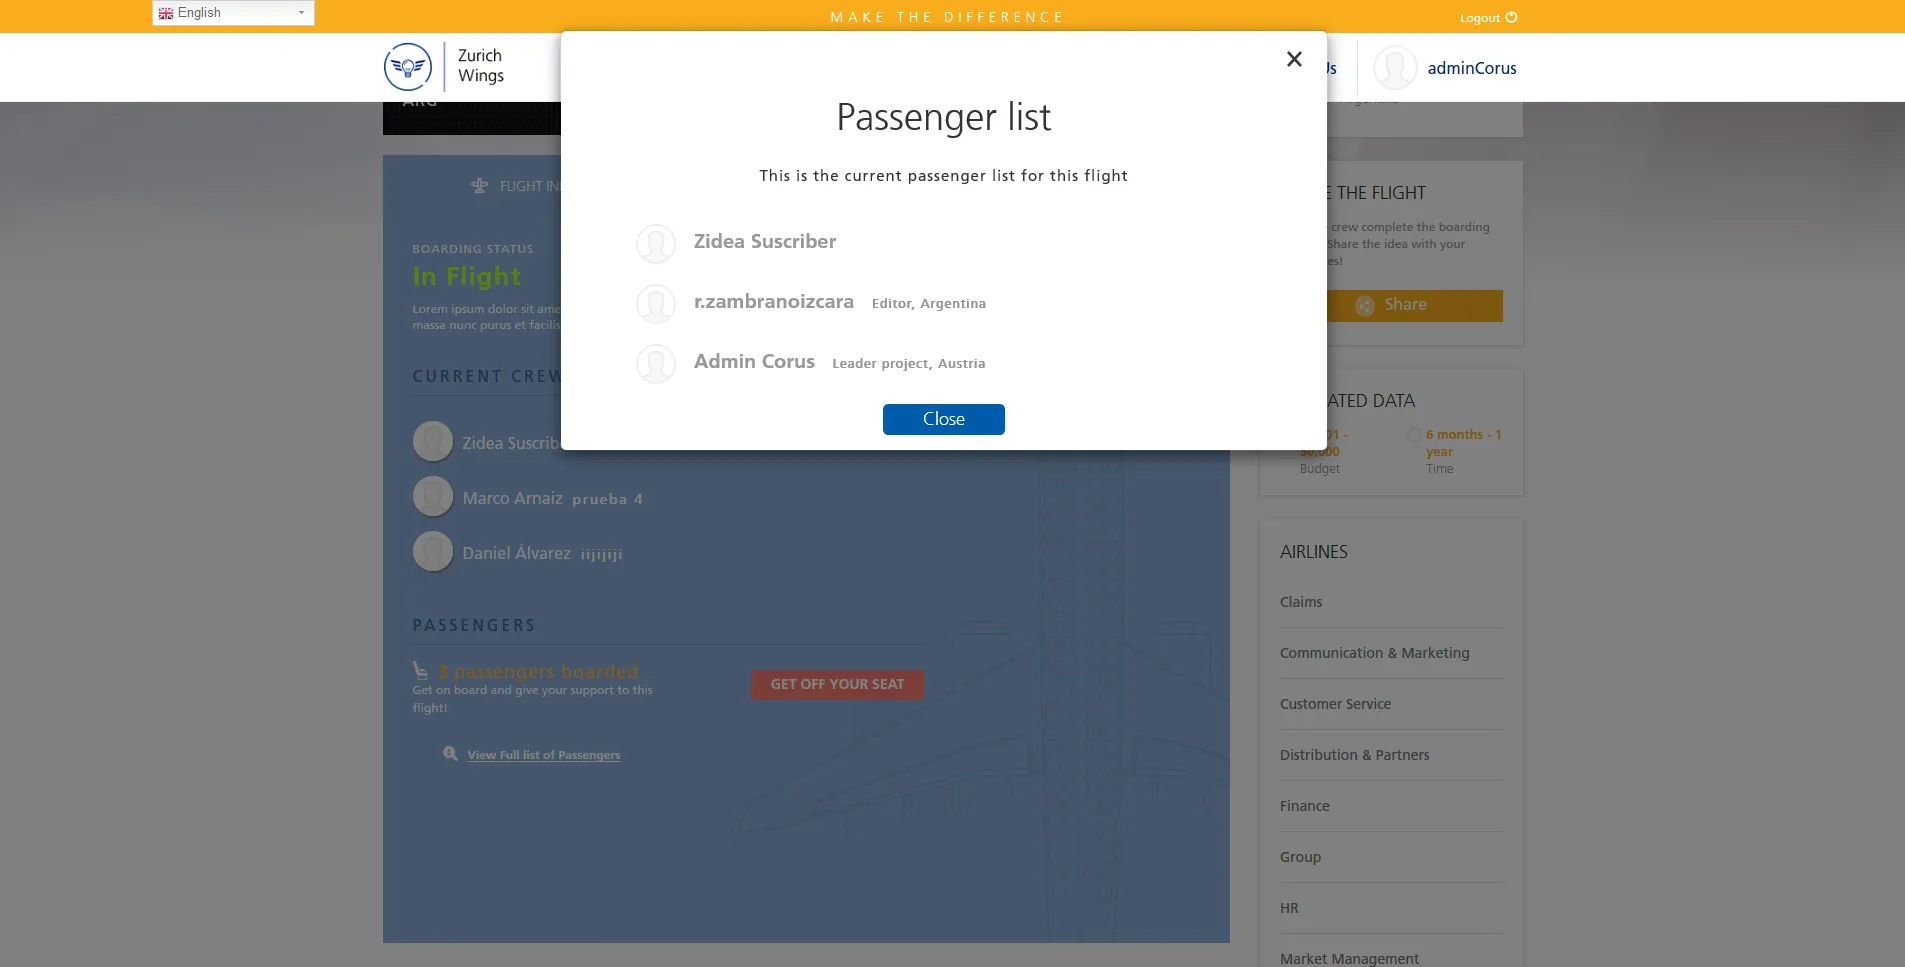 English
MAKE THE DIFFERENCE
Logout
Zurich
Wings
adminCorus
Passenger list
This is the current passenger list for this flight
Zidea Suscriber
r.zambranoizcara Editor, Argentina
Admin Corus Leader project, Austria
Close
FLIGHT IN
BOARDING STATUS
In Flight
Lorem ipsum dolor sit ame
massa nunc purus et facilis
CURRENT CREW
Zidea Suscrib
Marco Arnaiz prueba 4
Daniel Álvarez iijijiji
PASSENGERS
3 passengers boarded
Get on board and give your support to this
flight!
GET OFF YOUR SEAT
View Full list of Passengers
THE FLIGHT
crew complete the boarding
Share the idea with your
Share
ATED DATA
01 -
50,000
Budget
6 months - 1
year
Time
AIRLINES
Claims
Communication & Marketing
Customer Service
Distribution & Partners
Finance
Group
HR
Market Management